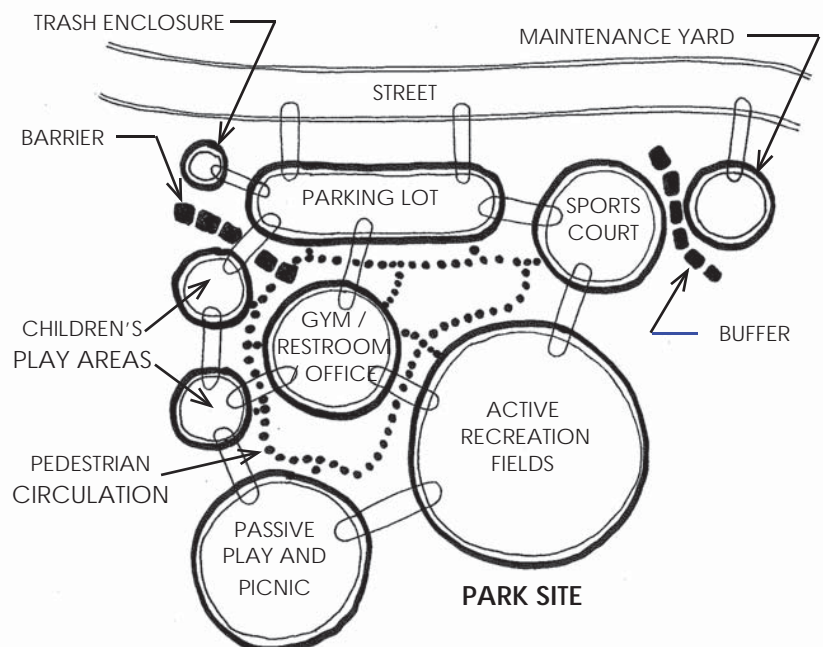 TRASH ENCLOSURE
MAINTENANCE YARD
STREET
BARRIER
PARKING LOT
SPORTS
COURT
GYM /
RESTROOM
/ OFFICE
CHILDREN'S
PLAY AREAS
BUFFER
ACTIVE
RECREATION
FIELDS
PEDESTRIAN
CIRCULATION
PASSIVE
PLAY AND
PICNIC
PARK SITE